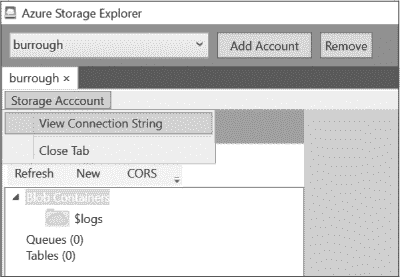 Azure Storage Explorer
burrough
Add Account
Remove
burrough ×
Storage Acccount
View Connection String
Close Tab
Refresh New CORS
Blob Containers
$logs
Queues (0)
Tables (0)